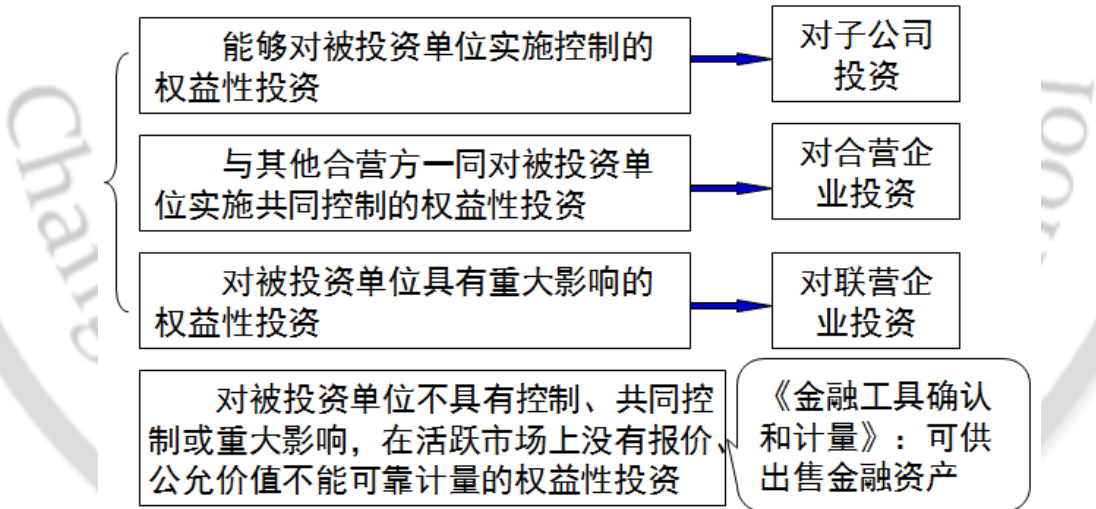 能够对被投资单位实施控制的
权益性投资
对子公司
投资
与其他合营方一同对被投资单
位实施共同控制的权益性投资
对合营企
业投资
对被投资单位具有重大影响的
权益性投资
对联营企
业投资
对被投资单位不具有控制、共同控
制或重大影响，在活跃市场上没有报价、
公允价值不能可靠计量的权益性投资
《金融工具确认
和计量》：可供
出售金融资产
Chang